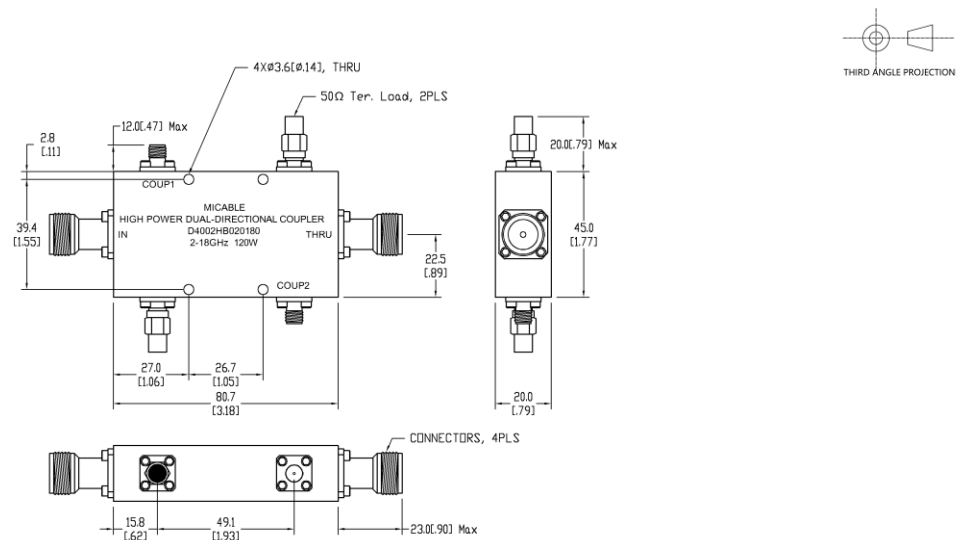 THIRD ANGLE PROJECTION
4XØ3.6[Ø.14], THRU
50Ω Ter. Load, 2PLS
12.0[.47] Max
2.8
[.11]
20.0[.79] Max
COUP1
MICABLE
HIGH POWER DUAL-DIRECTIONAL COUPLER
D4002HB020180
2-18GHz 120W
IN
THRU
39.4
[1.55]
45.0
[1.77]
22.5
[.89]
COUP2
27.0
[1.06]
26.7
[1.05]
80.7
[3.18]
20.0
[.79]
CONNECTORS, 4PLS
15.8
[.62]
49.1
[1.93]
23.0[.90] Max